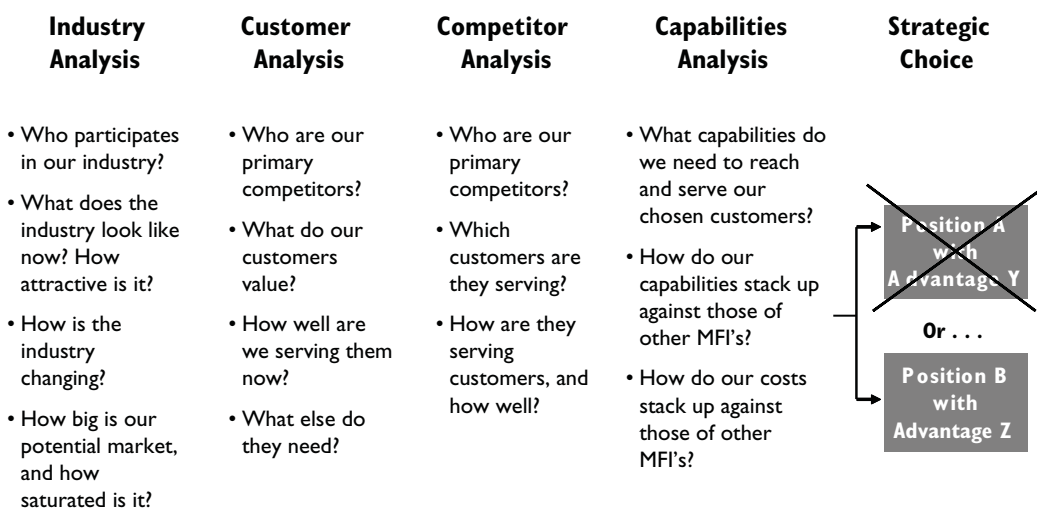 Industry
Analysis
• Who participates
in our industry?
• What does the
industry look like
now? How
attractive is it?
• How is the
industry
changing?
• How big is our
potential market,
and how
saturated is it?
Customer
Analysis
• Who are our
primary
competitors?
• What do our
customers
value?
• How well are
we serving them
now?
• What else do
they need?
Competitor
Analysis
• Who are our
primary
competitors?
• Which
customers are
they serving?
• How are they
serving
customers, and
how well?
Capabilities
Analysis
• What capabilities do
we need to reach
and serve our
chosen customers?
• How do our
capabilities stack up
against those of
other MFI's?
• How do our costs
stack up against
those of other
MFI's?
Strategic
Choice
Position A
with
Advantage Y
Or . . .
Position B
with
Advantage Z